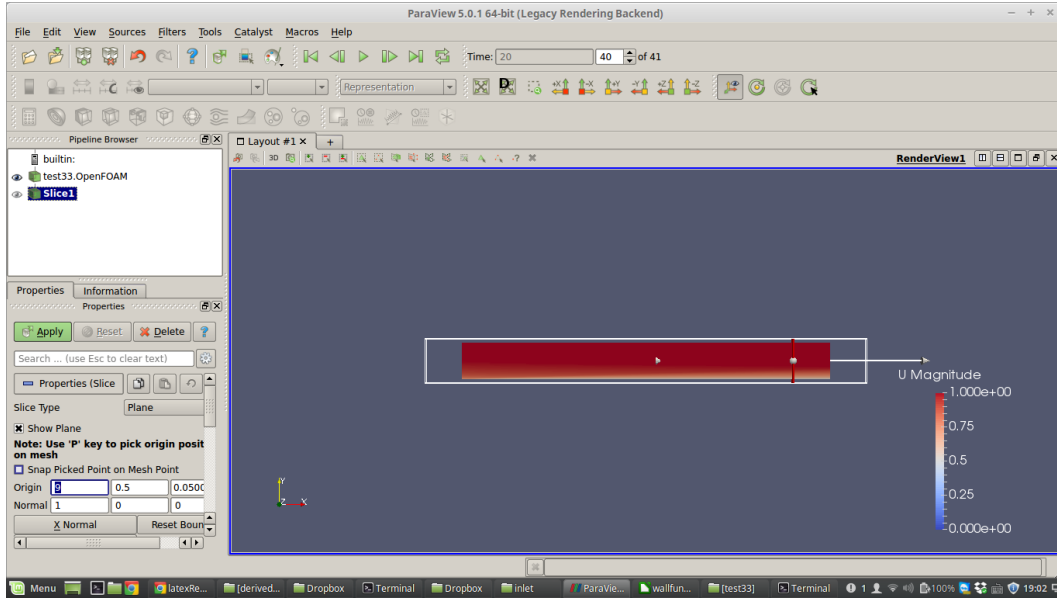 ParaView 5.0.1 64-bit (Legacy Rendering Backend)
File Edit View Sources Filters Tools Catalyst Macros Help
Time: 20 40 of 41
Representation
Pipeline Browser
Layout #1 × +
3D
RenderView1
builtin:
test33.OpenFOAM
Slice1
Properties Information
Properties
Apply Reset Delete ?
Search ... (use Esc to clear text)
Properties (Slice
Slice Type Plane
Show Plane
Note: Use 'P' key to pick origin posit
on mesh
Snap Picked Point on Mesh Point
Origin 9 0.5 0.0500
Normal 1 0 0
X Normal Reset Boun
U Magnitude
1.000e+00
0.75
0.5
0.25
0.000e+00
Y
Z X
Menu latexRe... [derived... Dropbox Terminal Dropbox inlet ParaVie... wallfun... [test33] Terminal 1 100% 19:02